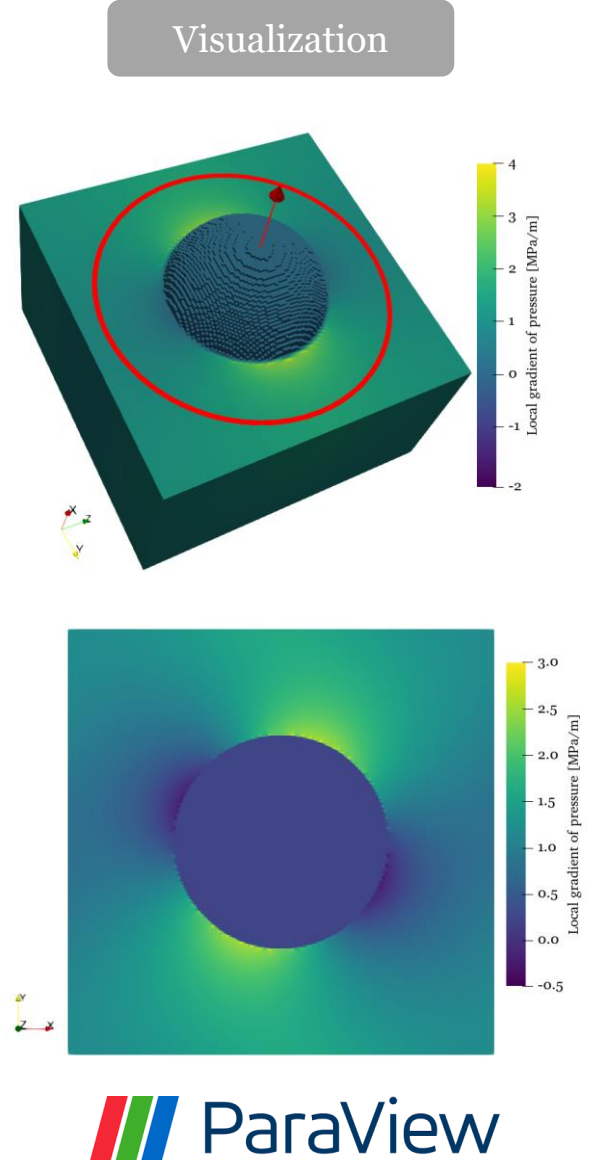 Visualization
4
3
2
1
0
-1
-2
Local gradient of pressure [MPa/m]
X
Z
Y
3.0
2.5
2.0
1.5
1.0
0.5
0.0
-0.5
Local gradient of pressure [MPa/m]
Y
Z
X
ParaView